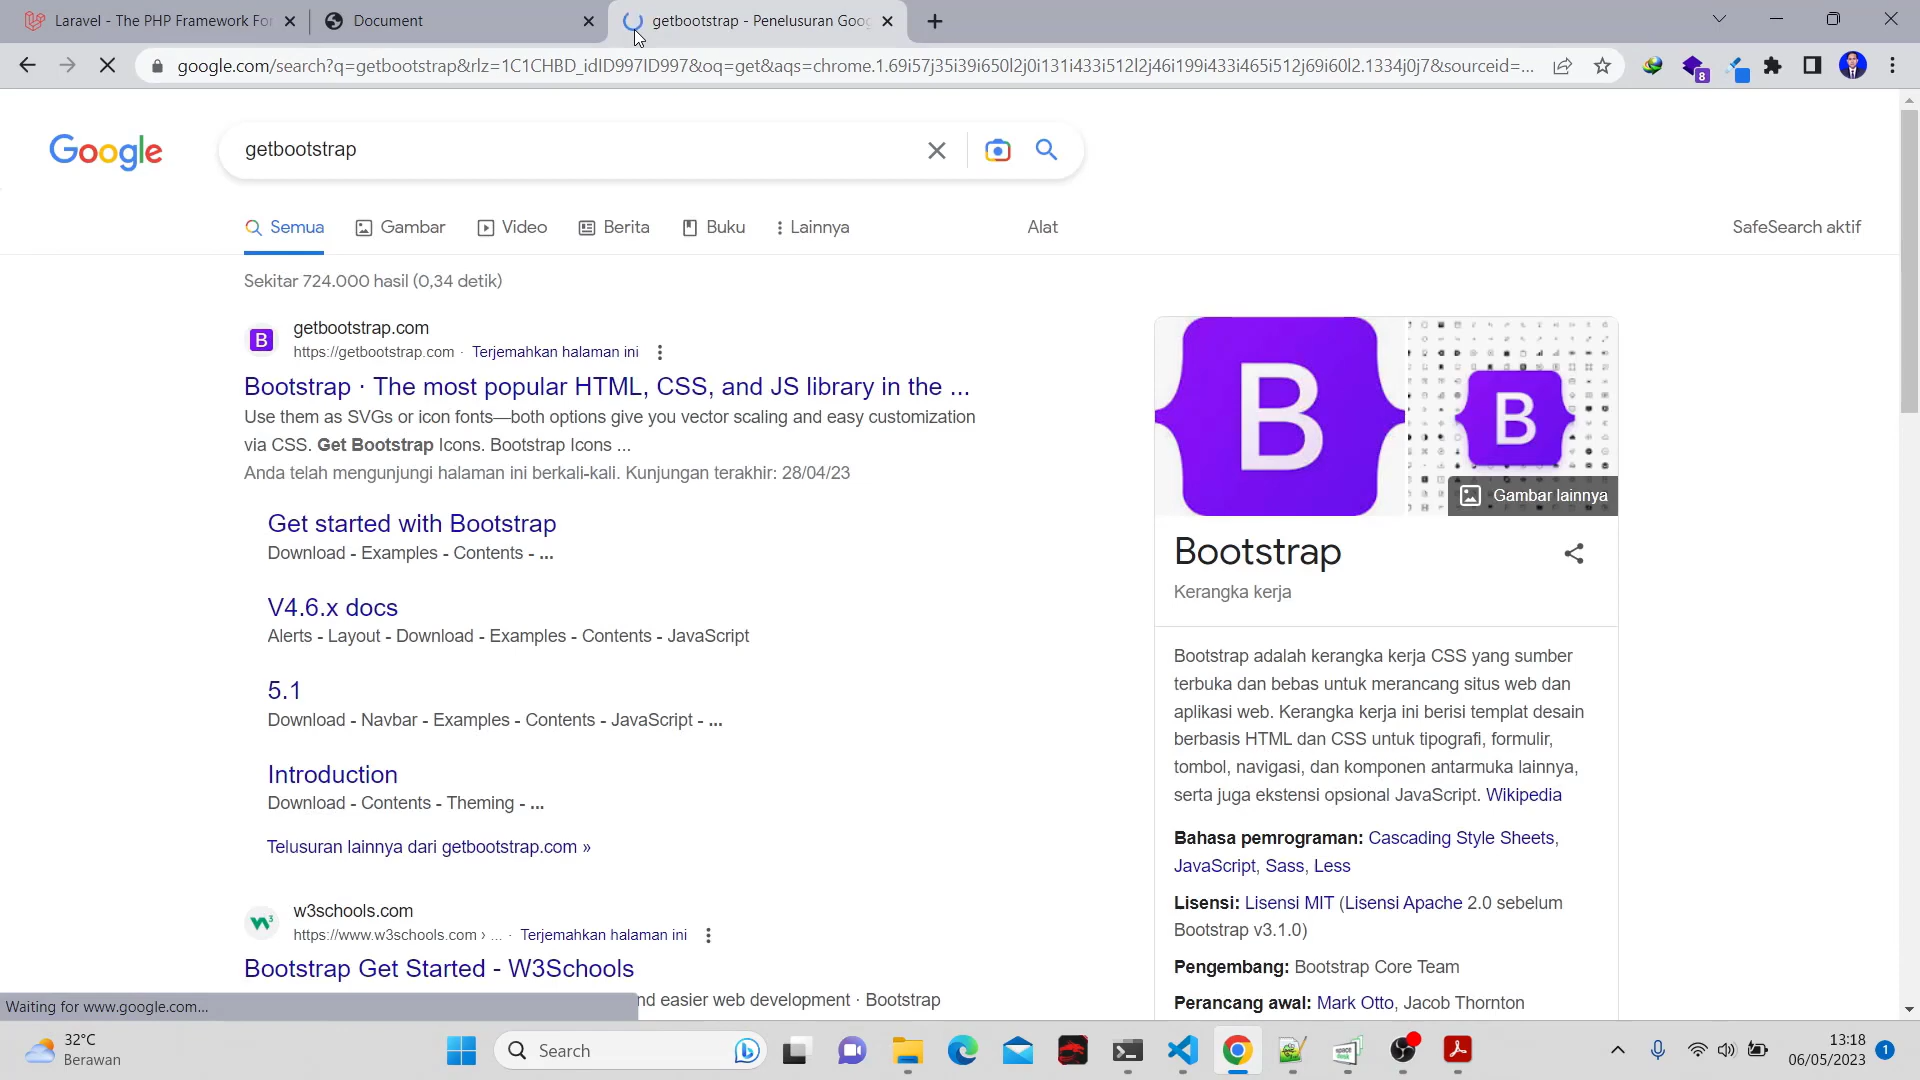 Laravel - The PHP Framework For
Document
getbootstrap - Penelusuran Goog
google.com/search?q=getbootstrap&rlz=1C1CHBD_idID997ID997&oq=get&aqs=chrome.1.69i57j35i39i650l2j0i131i433i512l2j46i199i433i465i512j69i60l2.1334j0j7&sourceid=...
8
Google
getbootstrap
Semua
Gambar
Video
Berita
Buku
Lainnya
Alat
SafeSearch aktif
Sekitar 724.000 hasil (0,34 detik)
B
getbootstrap.com
https://getbootstrap.com · Terjemahkan halaman ini
Bootstrap · The most popular HTML, CSS, and JS library in the ...
Use them as SVGs or icon fonts—both options give you vector scaling and easy customization
via CSS. Get Bootstrap Icons. Bootstrap Icons ...
Anda telah mengunjungi halaman ini berkali-kali. Kunjungan terakhir: 28/04/23
Get started with Bootstrap
Download - Examples - Contents - ...
V4.6.x docs
Alerts - Layout - Download - Examples - Contents - JavaScript
5.1
Download - Navbar - Examples - Contents - JavaScript - ...
Introduction
Download - Contents - Theming - ...
Telusuran lainnya dari getbootstrap.com »
w3schools.com
https://www.w3schools.com › ... · Terjemahkan halaman ini
Bootstrap Get Started - W3Schools
nd easier web development · Bootstrap
B
B
Gambar lainnya
Bootstrap
Kerangka kerja
Bootstrap adalah kerangka kerja CSS yang sumber
terbuka dan bebas untuk merancang situs web dan
aplikasi web. Kerangka kerja ini berisi templat desain
berbasis HTML dan CSS untuk tipografi, formulir,
tombol, navigasi, dan komponen antarmuka lainnya,
serta juga ekstensi opsional JavaScript. Wikipedia
Bahasa pemrograman: Cascading Style Sheets,
JavaScript, Sass, Less
Lisensi: Lisensi MIT (Lisensi Apache 2.0 sebelum
Bootstrap v3.1.0)
Pengembang: Bootstrap Core Team
Perancang awal: Mark Otto, Jacob Thornton
Waiting for www.google.com...
32°C
Berawan
Search
13:18
06/05/2023
1